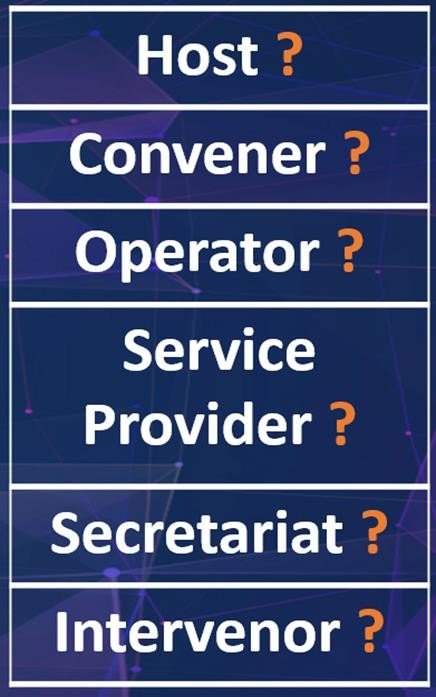 Host ?
Convener ?
Operator ?
Service
Provider ?
Secretariat ?
Intervenor ?